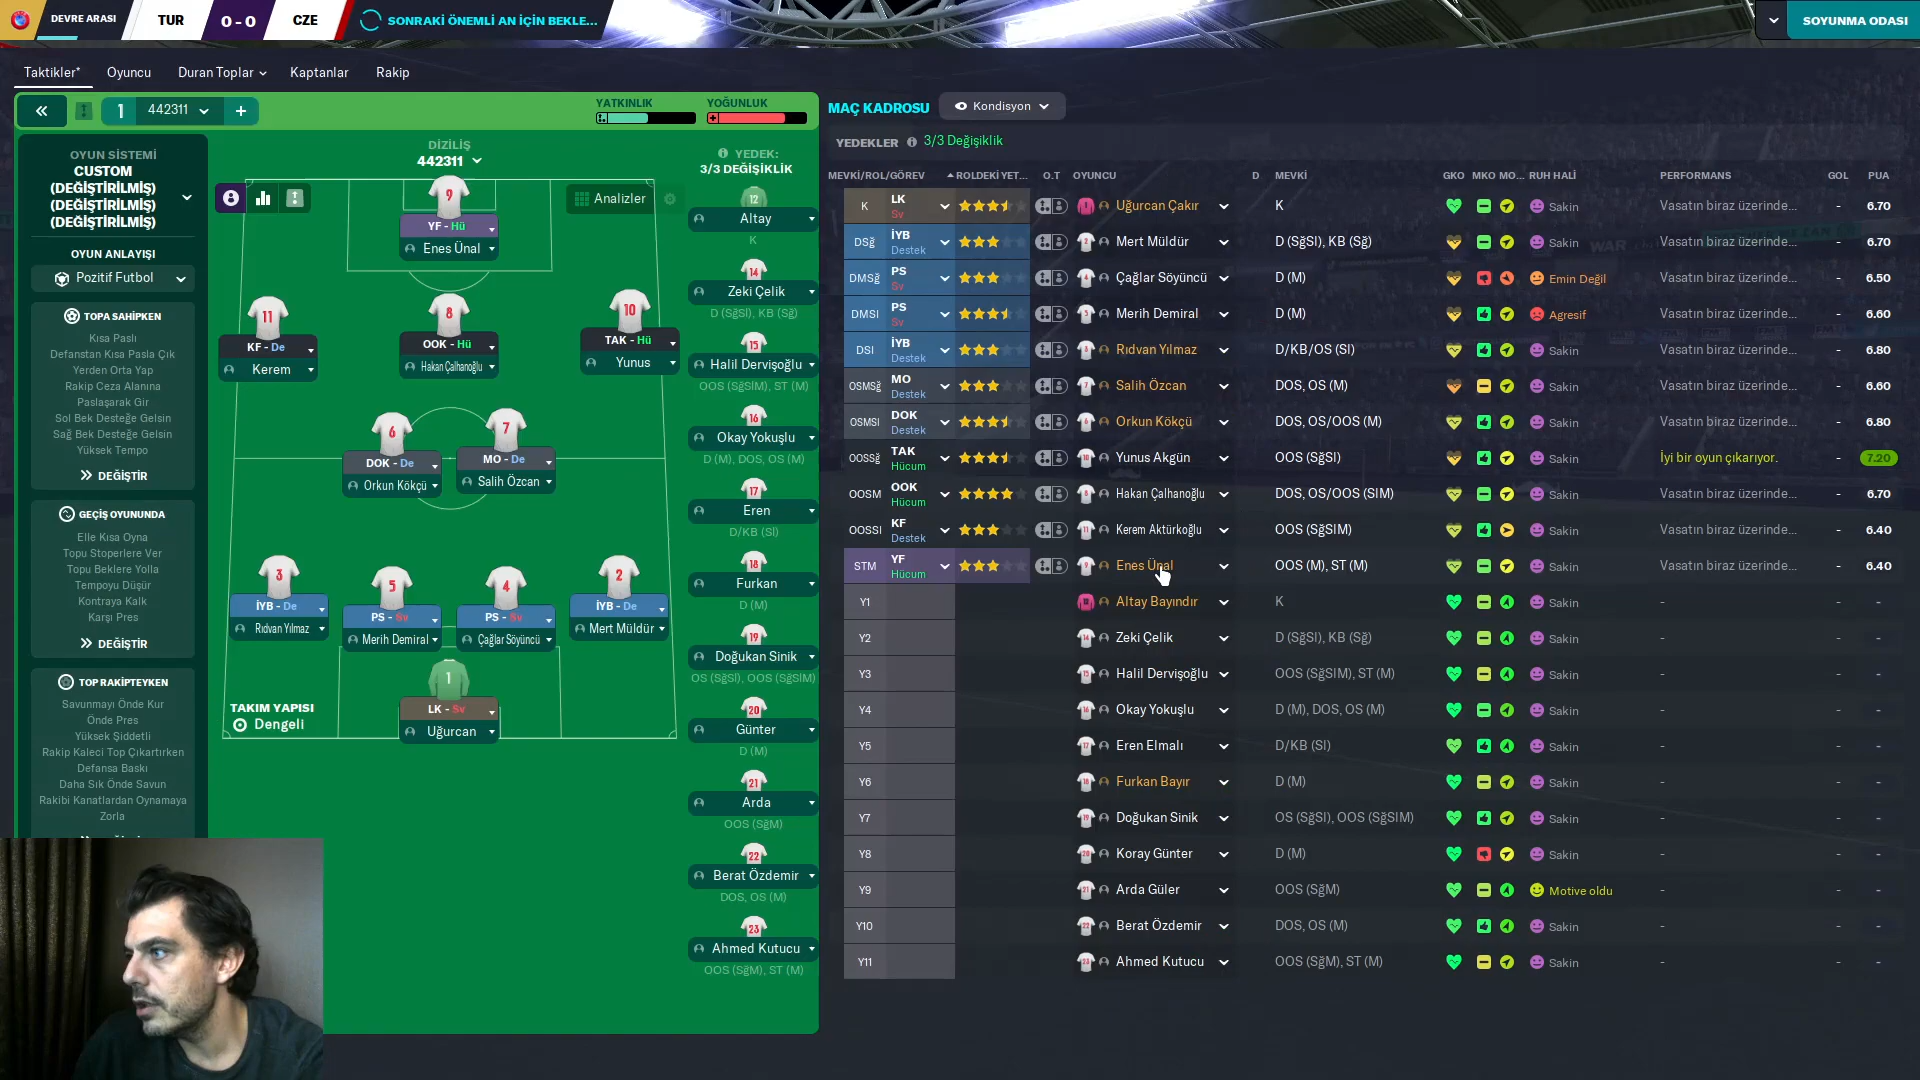 DEVRE ARASI
TUR
0 - 0
CZE
SONRAKİ ÖNEMLİ AN İÇİN BEKLE...
SOYUNMA ODASI
Taktikler*
Oyuncu
Duran Toplar
Kaptanlar
Rakip
1
442311
YATKINLIK
YOĞUNLUK
OYUN SİSTEMİ
CUSTOM
(DEĞİŞTİRİLMİŞ)
(DEĞİŞTİRİLMİŞ)
(DEĞİŞTİRİLMİŞ)
OYUN ANLAYIŞI
Pozitif Futbol
TOPA SAHİPKEN
Kısa Paslı
Defanstan Kısa Pasla Çık
Yerden Orta Yap
Rakip Ceza Alanına
Paslaşarak Gir
Sol Bek Desteğe Gelsin
Sağ Bek Desteğe Gelsin
Yüksek Tempo
DEĞİŞTİR
GEÇİŞ OYUNUNDA
Elle Kısa Oyna
Topu Stoperlere Ver
Topu Beklere Yolla
Tempoyu Düşür
Kontraya Kalk
Karşı Pres
DEĞİŞTİR
TOP RAKİPTEYKEN
Savunmayı Önde Kur
Önde Pres
Yüksek Şiddetli
Rakip Kaleci Top Çıkartırken
Defansa Baskı
Daha Sık Önde Savun
Rakibi Kanatlardan Oynamaya
Zorla
DİZİLİŞ
442311
Analizler
9
YF - Hü
Enes Ünal
11
KF - De
Kerem
8
OOK - Hü
Hakan Çalhanoğlu
10
TAK - Hü
Yunus
6
DOK - De
Orkun Kökçü
7
MO - De
Salih Özcan
3
İYB - De
Rıdvan Yılmaz
5
PS - Sv
Merih Demiral
4
PS - Sv
Çağlar Söyüncü
2
İYB - De
Mert Müldür
1
LK - Sv
Uğurcan
TAKIM YAPISI
Dengeli
YEDEK:
3/3 DEĞİŞİKLİK
12
Altay
K
14
Zeki Çelik
D (SğSl), KB (Sğ)
15
Halil Dervişoğlu
OOS (SğSlM), ST (M)
16
Okay Yokuşlu
D (M), DOS, OS (M)
17
Eren
D/KB (Sl)
18
Furkan
D (M)
19
Doğukan Sinik
OS (SğSl), OOS (SğSlM)
20
Günter
D (M)
21
Arda
OOS (SğM)
22
Berat Özdemir
DOS, OS (M)
23
Ahmed Kutucu
OOS (SğM), ST (M)
MAÇ KADROSU
Kondisyon
YEDEKLER
3/3 Değişiklik
MEVKİ/ROL/GÖREV ROLDEKİ YET... O.T OYUNCU D MEVKİ GKO MKO MO... RUH HALİ PERFORMANS GOL PUA
K LK Sv Uğurcan Çakır K Sakin Vasatın biraz üzerinde... - 6.70
DSğ İYB Destek Mert Müldür D (SğSl), KB (Sğ) Sakin Vasatın biraz üzerinde... - 6.70
DMSğ PS Sv Çağlar Söyüncü D (M) Emin Değil Vasatın biraz üzerinde... - 6.50
DMSl PS Sv Merih Demiral D (M) Agresif Vasatın biraz üzerinde... - 6.60
DSl İYB Destek Rıdvan Yılmaz D/KB/OS (Sl) Sakin Vasatın biraz üzerinde... - 6.80
OSMSğ MO Destek Salih Özcan DOS, OS (M) Sakin Vasatın biraz üzerinde... - 6.60
OSMSl DOK Destek Orkun Kökçü DOS, OS/OOS (M) Sakin Vasatın biraz üzerinde... - 6.80
OOSSğ TAK Hücum Yunus Akgün OOS (SğSl) Sakin İyi bir oyun çıkarıyor. - 7.20
OOSM OOK Hücum Hakan Çalhanoğlu DOS, OS/OOS (SlM) Sakin Vasatın biraz üzerinde... - 6.70
OOSSl KF Destek Kerem Aktürkoğlu OOS (SğSlM) Sakin Vasatın biraz üzerinde... - 6.40
STM YF Hücum Enes Ünal OOS (M), ST (M) Sakin Vasatın biraz üzerinde... - 6.40
Y1 Altay Bayındır K Sakin - - -
Y2 Zeki Çelik D (SğSl), KB (Sğ) Sakin - - -
Y3 Halil Dervişoğlu OOS (SğSlM), ST (M) Sakin - - -
Y4 Okay Yokuşlu D (M), DOS, OS (M) Sakin - - -
Y5 Eren Elmalı D/KB (Sl) Sakin - - -
Y6 Furkan Bayır D (M) Sakin - - -
Y7 Doğukan Sinik OS (SğSl), OOS (SğSlM) Sakin - - -
Y8 Koray Günter D (M) Sakin - - -
Y9 Arda Güler OOS (SğM) Motive oldu - - -
Y10 Berat Özdemir DOS, OS (M) Sakin - - -
Y11 Ahmed Kutucu OOS (SğM), ST (M) Sakin - - -